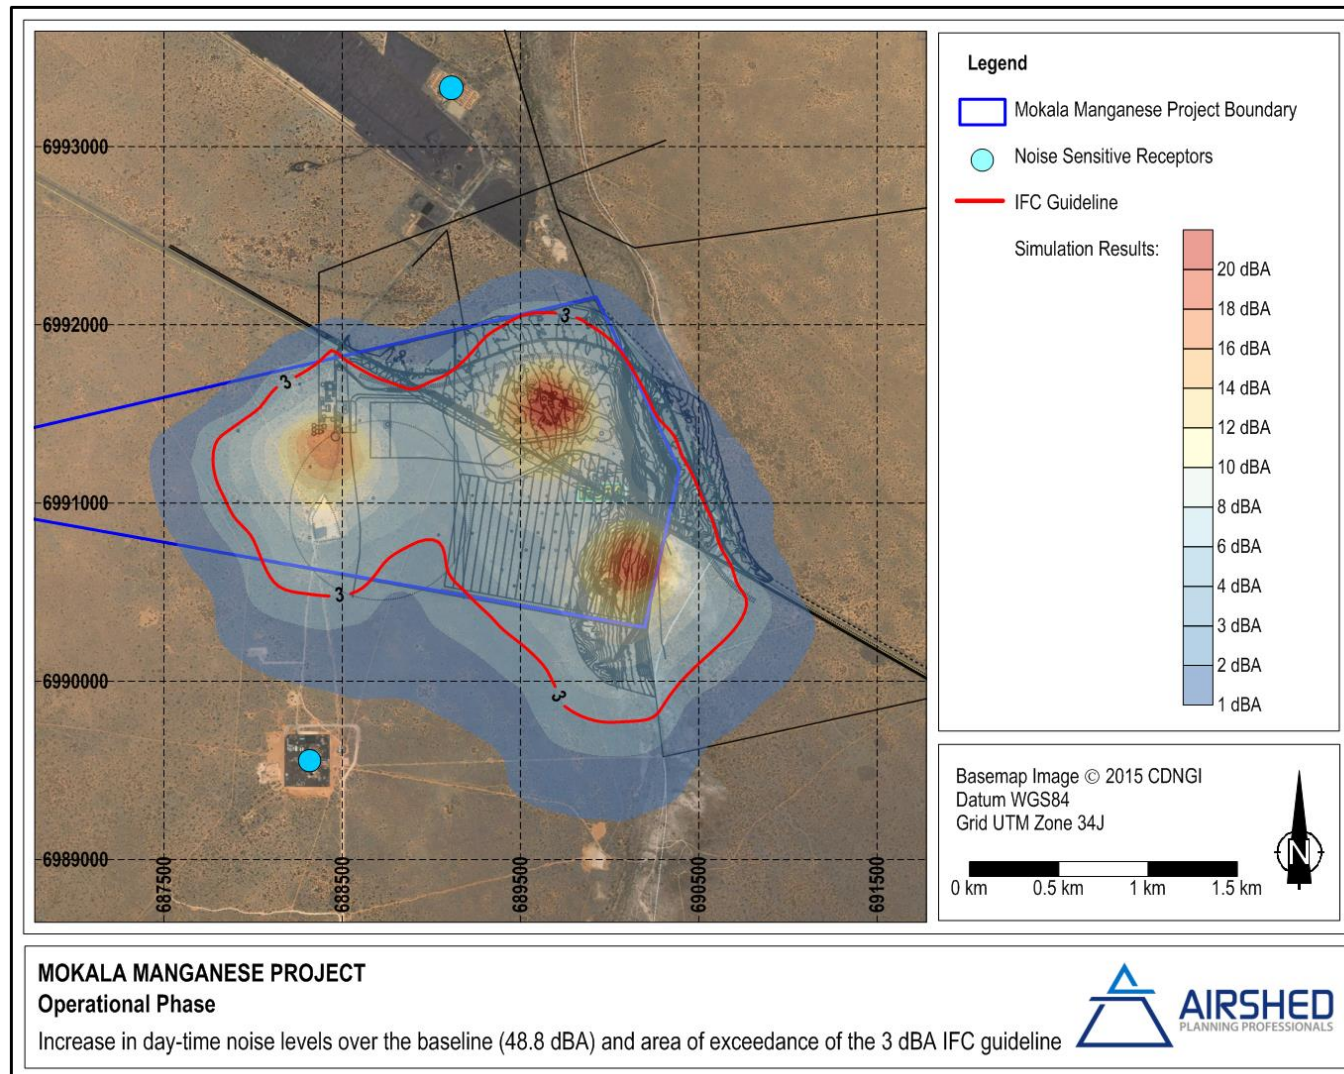 6993000
6992000
6991000
6990000
6989000
687500
688500
689500
690500
691500
3
3
3
3
Legend
Mokala Manganese Project Boundary
Noise Sensitive Receptors
IFC Guideline
Simulation Results:
20 dBA
18 dBA
16 dBA
14 dBA
12 dBA
10 dBA
8 dBA
6 dBA
4 dBA
3 dBA
2 dBA
1 dBA
Basemap Image © 2015 CDNGI
Datum WGS84
Grid UTM Zone 34J
0 km 0.5 km 1 km 1.5 km
N
MOKALA MANGANESE PROJECT
Operational Phase
Increase in day-time noise levels over the baseline (48.8 dBA) and area of exceedance of the 3 dBA IFC guideline
AIRSHED
PLANNING PROFESSIONALS